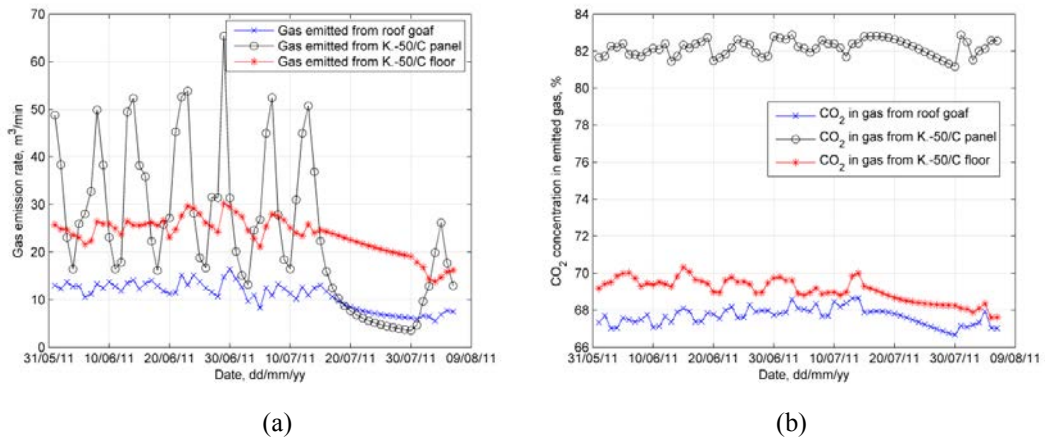 70
60
50
40
30
20
10
0
Gas emission rate, m³/min
Gas emitted from roof goaf
Gas emitted from K.-50/C panel
Gas emitted from K.-50/C floor
31/05/11 10/06/11 20/06/11 30/06/11 10/07/11 20/07/11 30/07/11 09/08/11
Date, dd/mm/yy
(a)
84
82
80
78
76
74
72
70
68
66
CO₂ concentration in emitted gas, %
CO₂ in gas from roof goaf
CO₂ in gas from K.-50/C panel
CO₂ in gas from K.-50/C floor
31/05/11 10/06/11 20/06/11 30/06/11 10/07/11 20/07/11 30/07/11 09/08/11
Date, dd/mm/yy
(b)